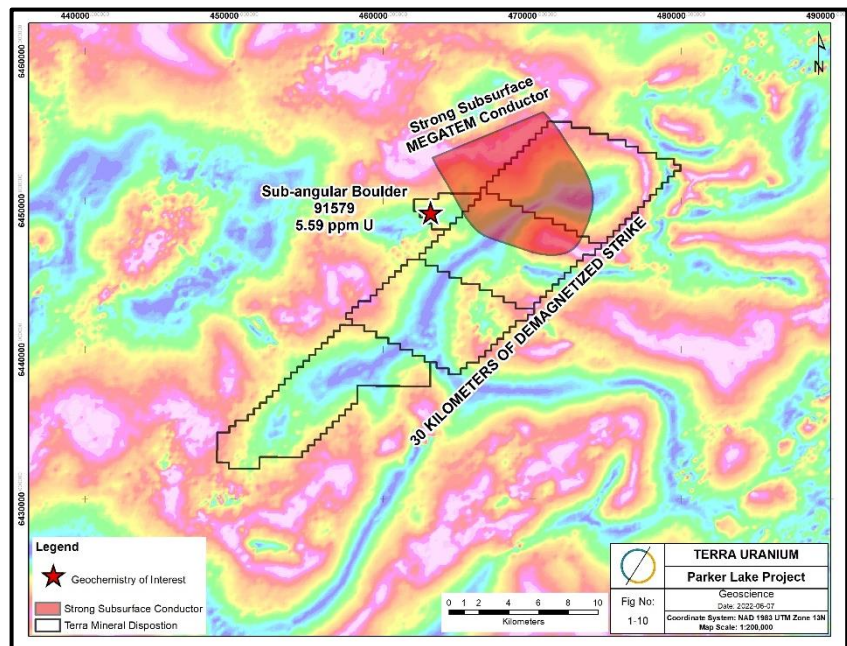 440000
450000
460000
470000
480000
490000
6460000
6450000
6440000
6430000
N
Strong Subsurface
MEGATEM Conductor
Sub-angular Boulder
91579
5.59 ppm U
30 KILOMETERS OF DEMAGNETIZED STRIKE
Legend
Geochemistry of Interest
Strong Subsurface Conductor
Terra Mineral Dispostion
0 1 2 4 6 8 10
Kilometers
TERRA URANIUM
Parker Lake Project
Fig No:
1-10
Geoscience
Date: 2022-06-07
Coordinate System: NAD 1983 UTM Zone 13N
Map Scale: 1:200,000